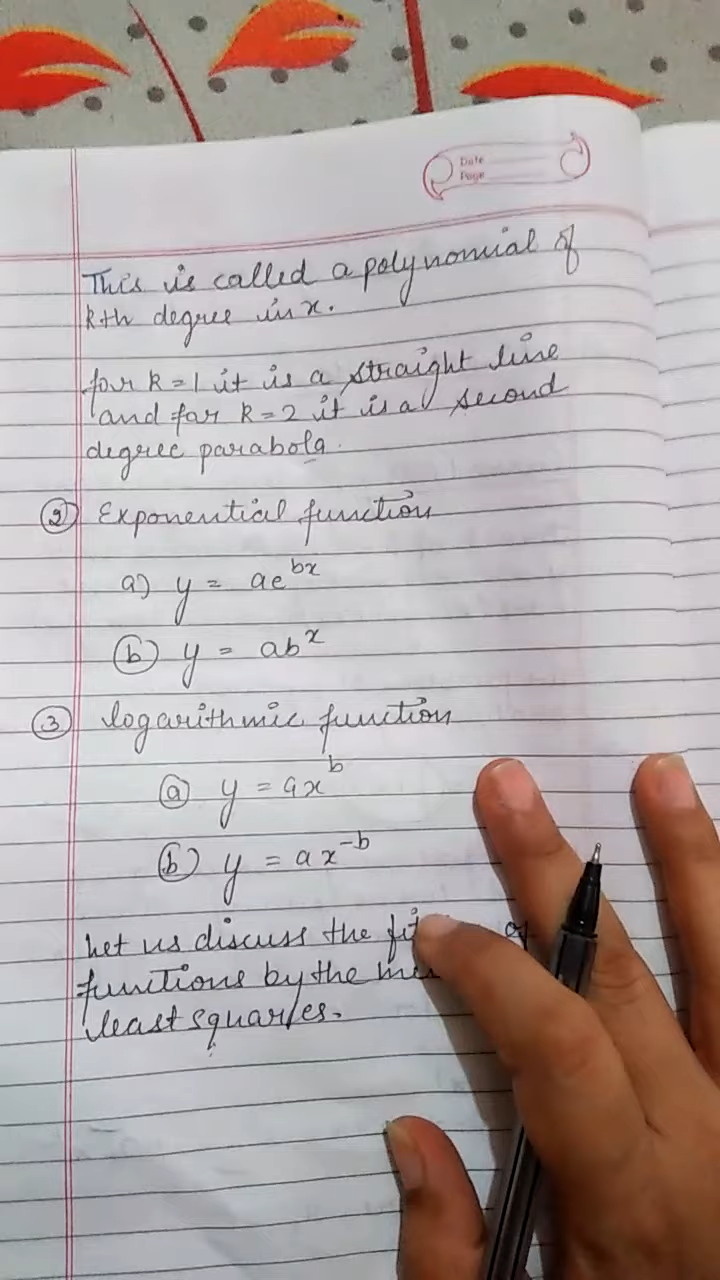 Date
Page
This is called a polynomial of
kth degree in x.
for k=1 it is a straight line
and for k=2 it is a second
degree parabola.
② Exponential function
a) y = ae^{bx}
ⓑ y = ab^x
③ logarithmic function
ⓐ y = ax^b
ⓑ y = ax^{-b}
Let us discuss the of
functions by the
least squares.